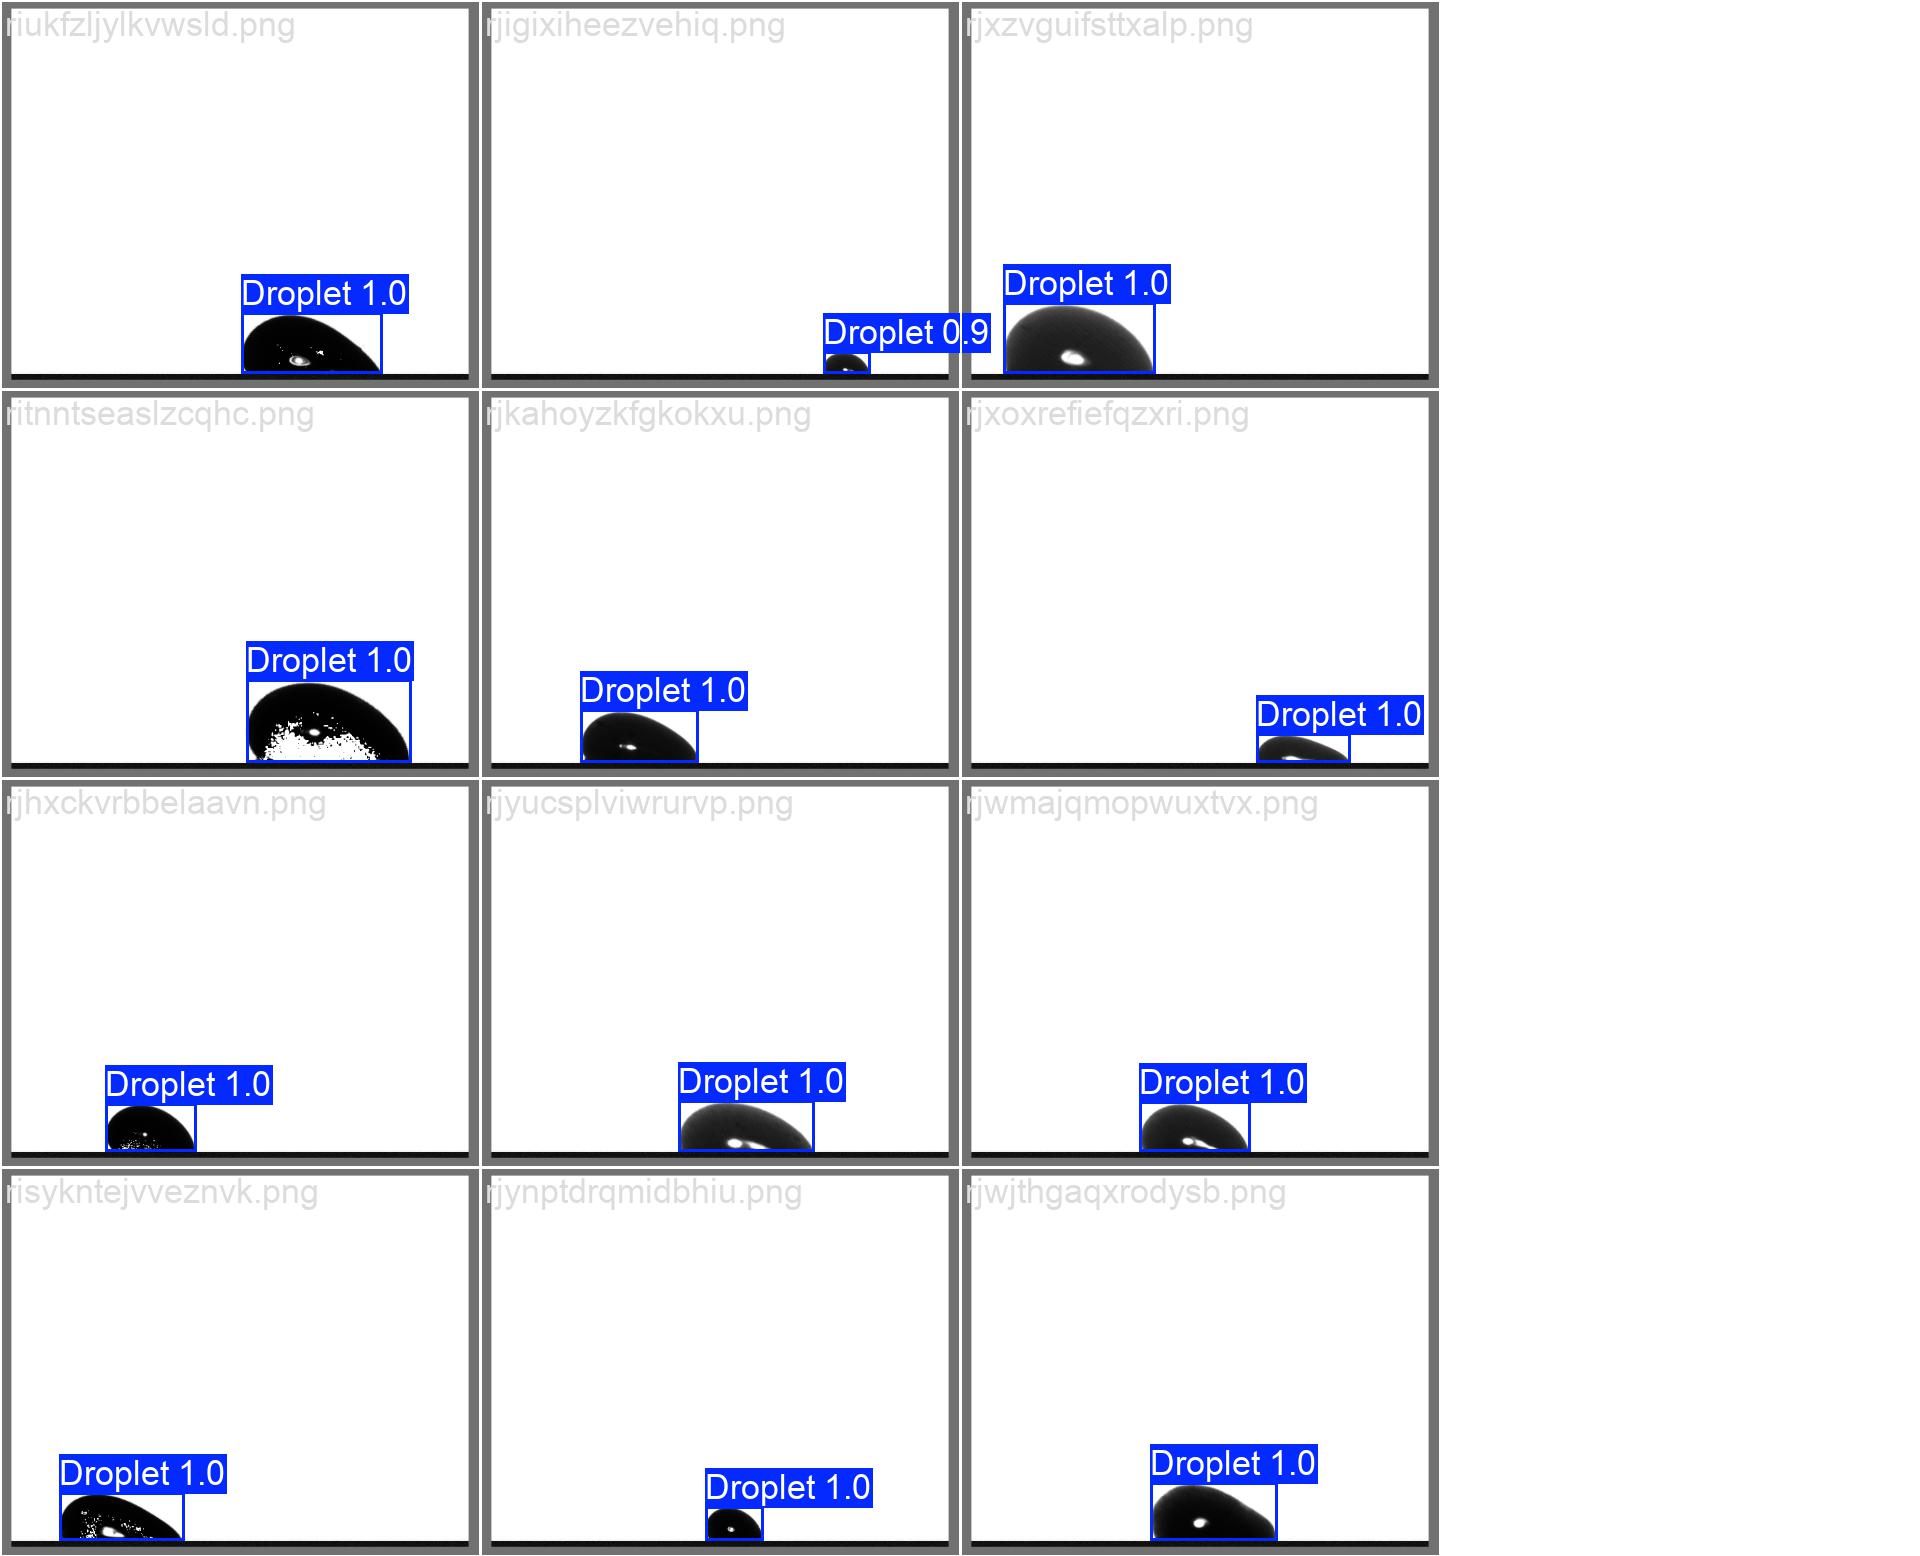 riukfzljylkvwsld.png
rjigixiheezvehiq.png
rjxzvguifsttxalp.png
Droplet 1.0
Droplet 0.9
Droplet 1.0
ritnntseaslzcqhc.png
rjkahoyzkfgkokxu.png
rjxoxrefiefqzxri.png
Droplet 1.0
Droplet 1.0
Droplet 1.0
rjhxckvrbbelaavn.png
rjyucsplviwrurvp.png
rjwmajqmopwuxtvx.png
Droplet 1.0
Droplet 1.0
Droplet 1.0
risykntejvveznvk.png
rjynptdrqmidbhiu.png
rjwjthgaqxrodysb.png
Droplet 1.0
Droplet 1.0
Droplet 1.0